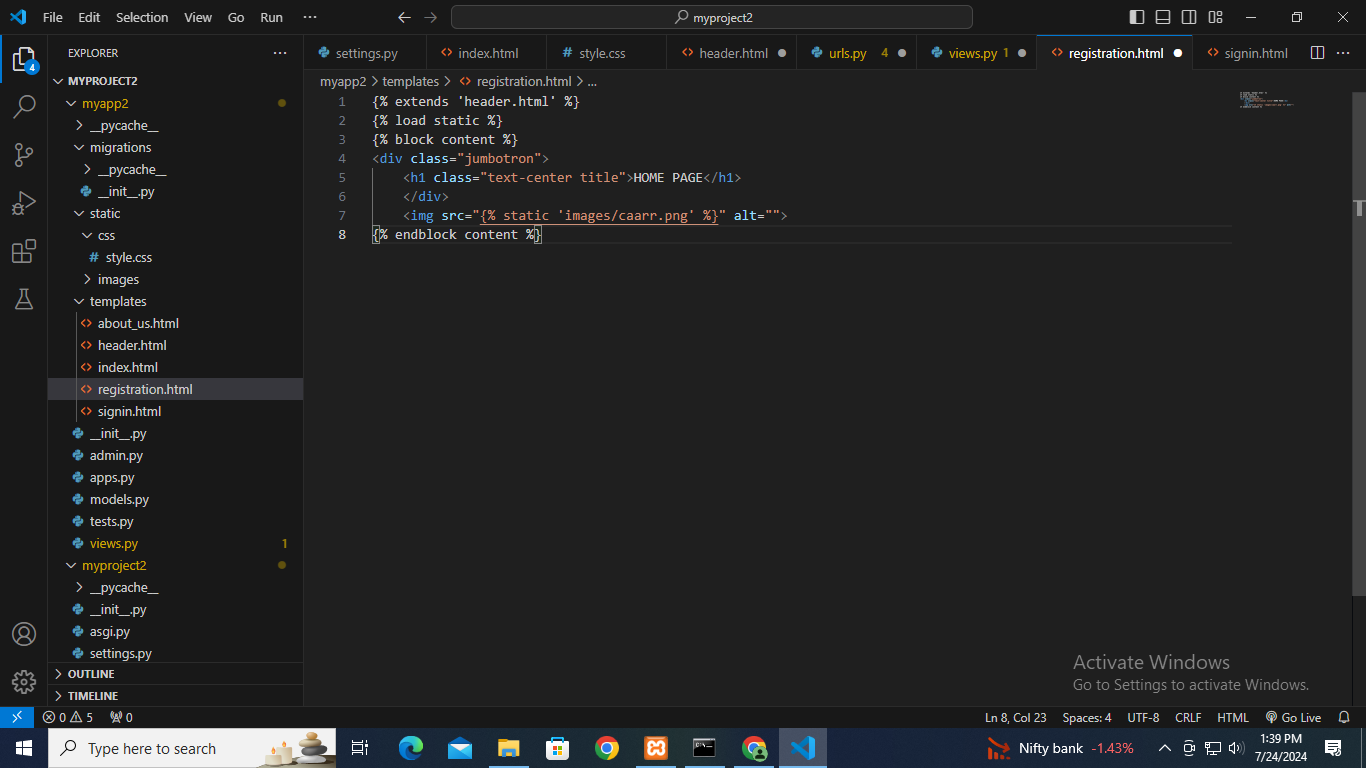 File Edit Selection View Go Run ···
myproject2
EXPLORER ···
settings.py
index.html
# style.css
header.html
urls.py 4
views.py 1
registration.html
signin.html
···
MYPROJECT2
myapp2 > templates > registration.html > ...
myapp2
__pycache__
migrations
__pycache__
__init__.py
static
css
# style.css
images
templates
about_us.html
header.html
index.html
registration.html
signin.html
__init__.py
admin.py
apps.py
models.py
tests.py
views.py 1
myproject2
__pycache__
__init__.py
asgi.py
settings.py
OUTLINE
TIMELINE
4
1 {% extends 'header.html' %}
2 {% load static %}
3 {% block content %}
4 <div class="jumbotron">
5 <h1 class="text-center title">HOME PAGE</h1>
6 </div>
7 <img src="{% static 'images/caarr.png' %}" alt="">
8 {% endblock content %}
Activate Windows
Go to Settings to activate Windows.
0 5 0
Ln 8, Col 23 Spaces: 4 UTF-8 CRLF HTML Go Live
Type here to search
Nifty bank -1.43%
1:39 PM
7/24/2024